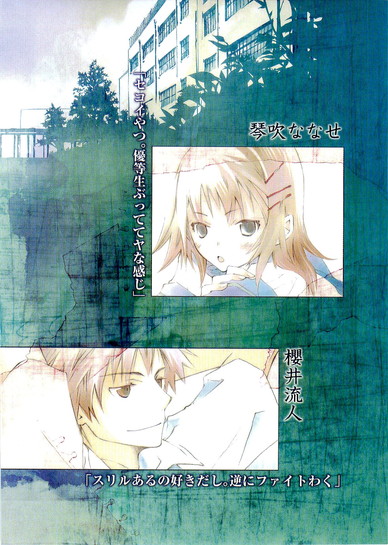 琴吹ななせ
「セコイやつ。優等生ぶっててヤな感じ」
櫻井流人
「スリルあるの好きだし。逆にファイトわく」